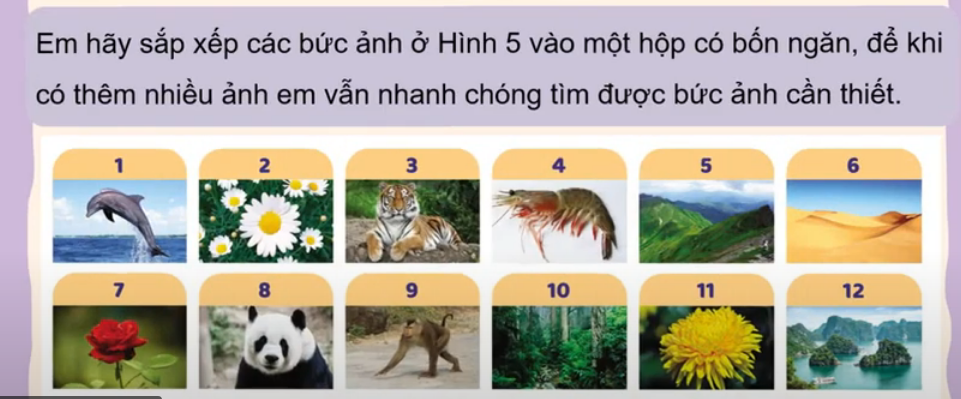 Em hãy sắp xếp các bức ảnh ở Hình 5 vào một hộp có bốn ngăn, để khi
có thêm nhiều ảnh em vẫn nhanh chóng tìm được bức ảnh cần thiết.
1 2 3 4 5 6
7 8 9 10 11 12